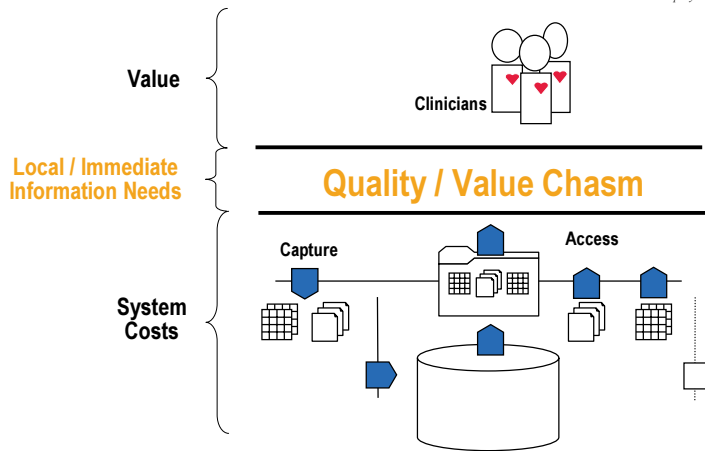 Value
Clinicians
Local / Immediate
Information Needs
Quality / Value Chasm
Capture
Access
System
Costs